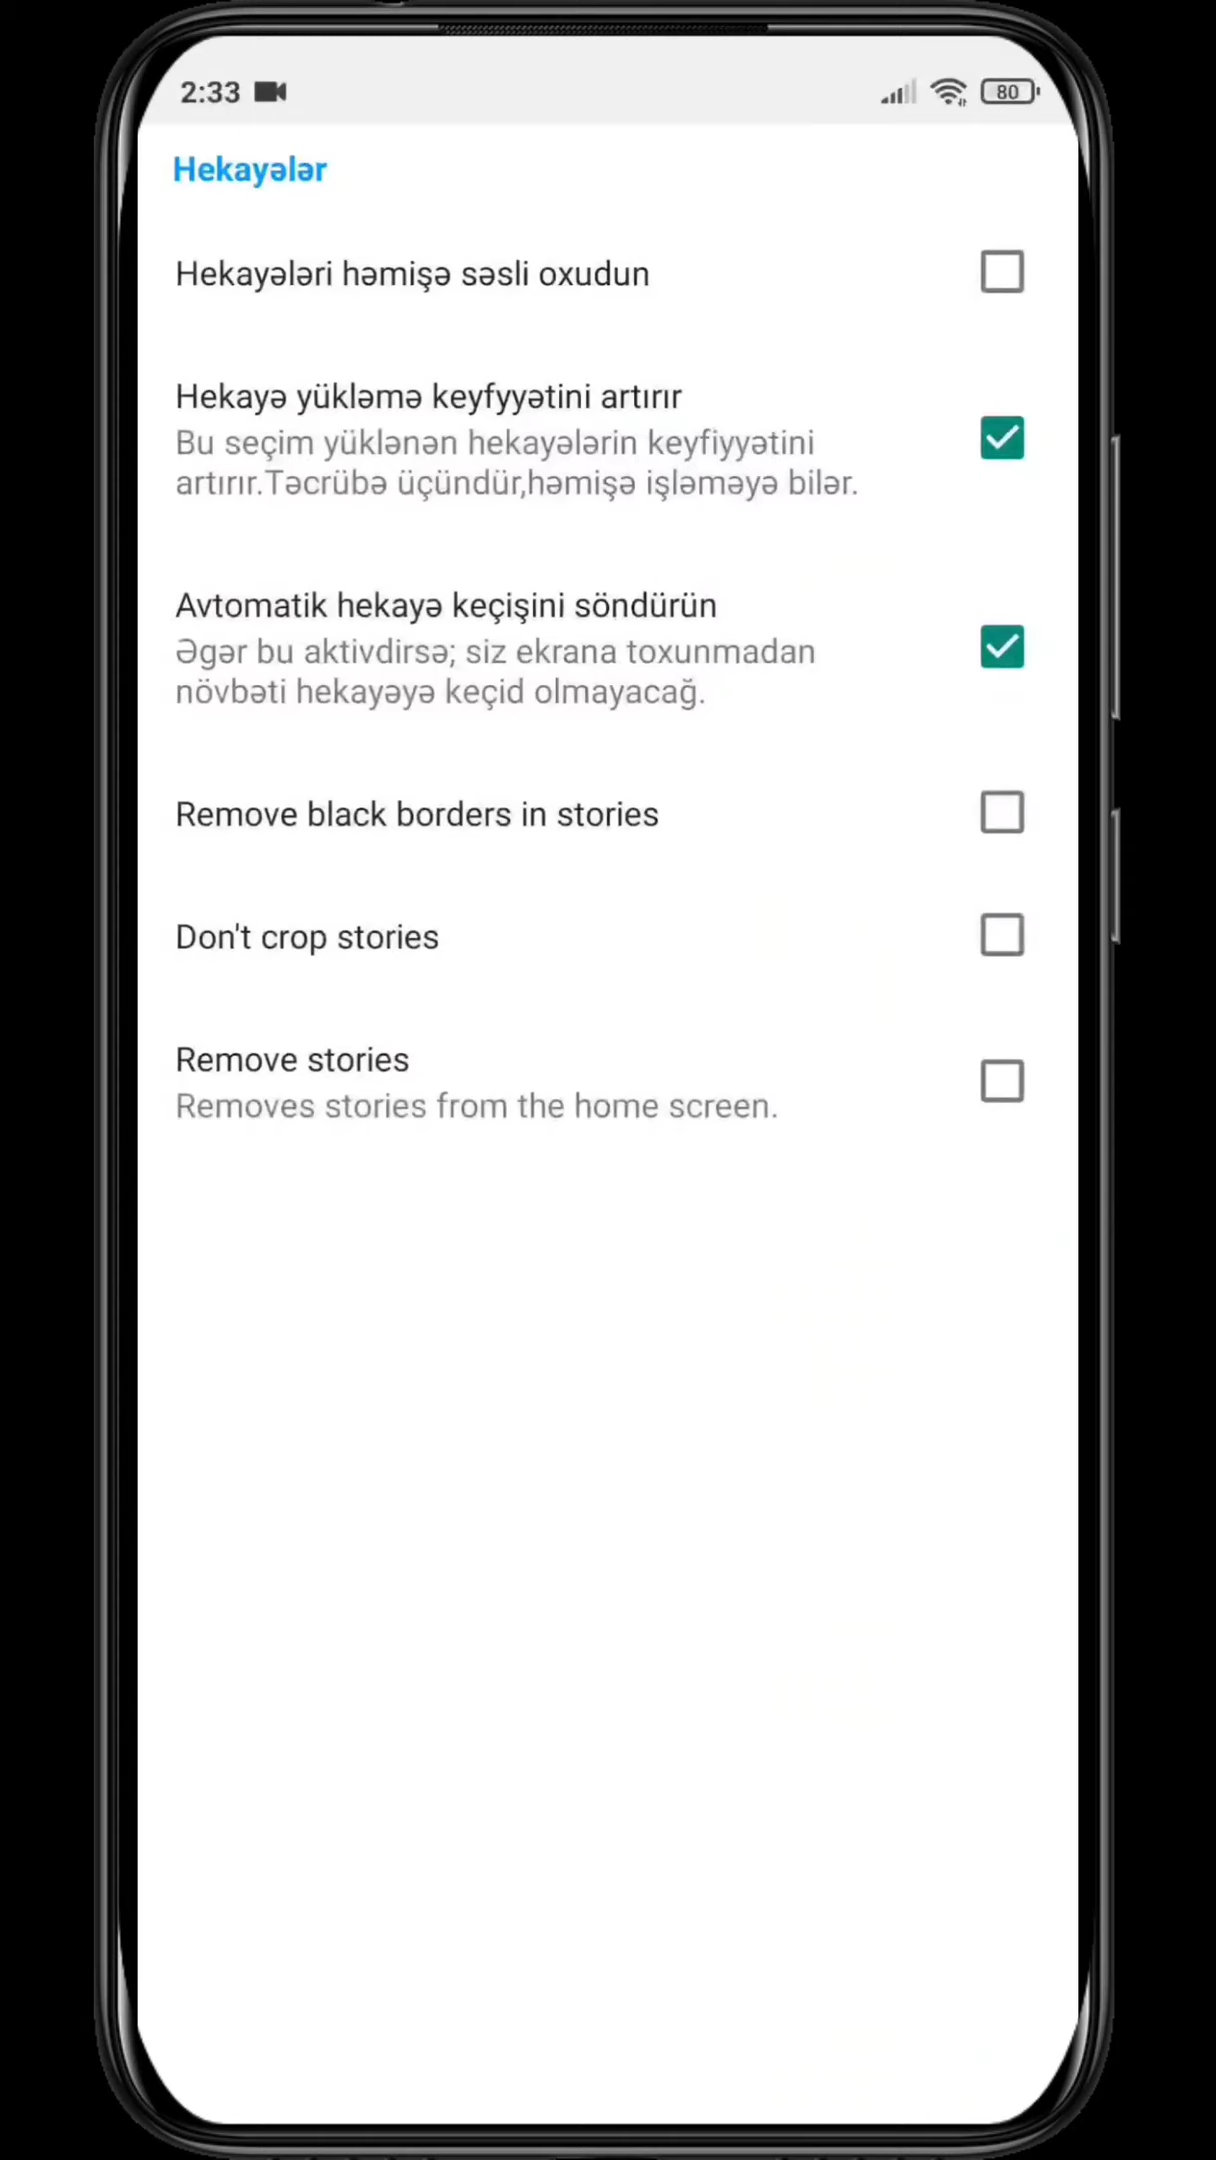 2:33
80
Hekayələr
Hekayələri həmişə səsli oxudun
Hekayə yükləmə keyfyyətini artırır
Bu seçim yüklənən hekayələrin keyfiyyətini
artırır.Təcrübə üçündür,həmişə işləməyə bilər.
Avtomatik hekayə keçişini söndürün
Əgər bu aktivdirsə; siz ekrana toxunmadan
növbəti hekayəyə keçid olmayacağ.
Remove black borders in stories
Don't crop stories
Remove stories
Removes stories from the home screen.